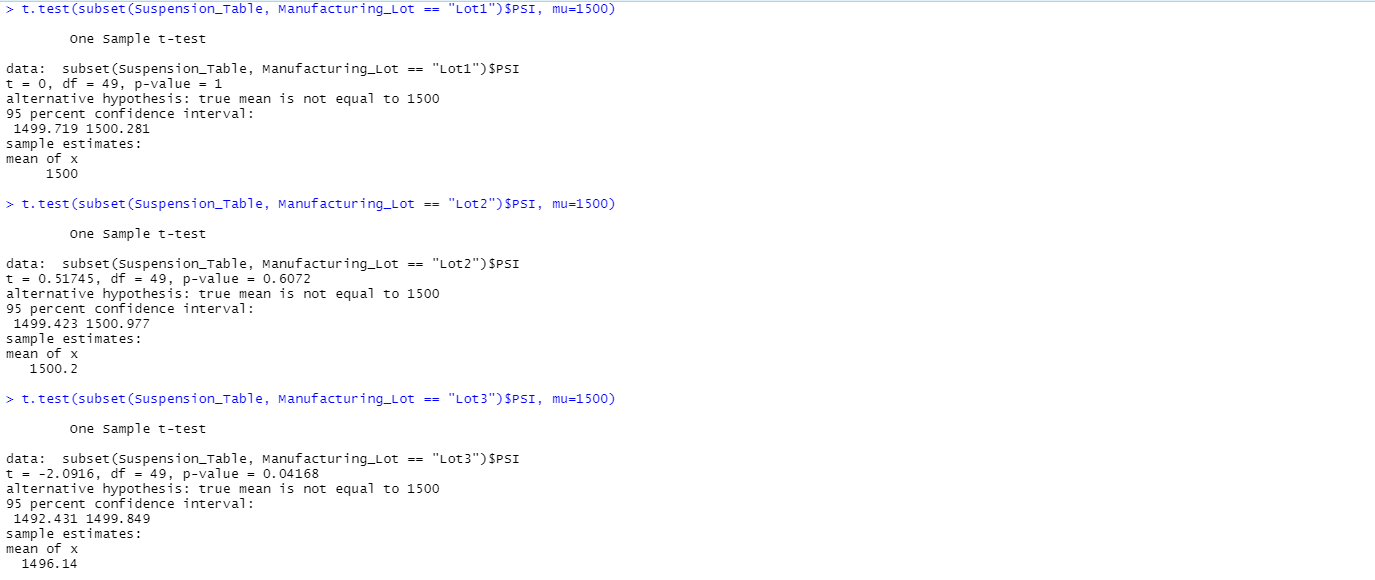 > t.test(subset(Suspension_Table, Manufacturing_Lot == "Lot1")$PSI, mu=1500)
One Sample t-test
data:  subset(Suspension_Table, Manufacturing_Lot == "Lot1")$PSI
t = 0, df = 49, p-value = 1
alternative hypothesis: true mean is not equal to 1500
95 percent confidence interval:
1499.719 1500.281
sample estimates:
mean of x
1500
> t.test(subset(Suspension_Table, Manufacturing_Lot == "Lot2")$PSI, mu=1500)
One Sample t-test
data:  subset(Suspension_Table, Manufacturing_Lot == "Lot2")$PSI
t = 0.51745, df = 49, p-value = 0.6072
alternative hypothesis: true mean is not equal to 1500
95 percent confidence interval:
1499.423 1500.977
sample estimates:
mean of x
1500.2
> t.test(subset(Suspension_Table, Manufacturing_Lot == "Lot3")$PSI, mu=1500)
One Sample t-test
data:  subset(Suspension_Table, Manufacturing_Lot == "Lot3")$PSI
t = -2.0916, df = 49, p-value = 0.04168
alternative hypothesis: true mean is not equal to 1500
95 percent confidence interval:
1492.431 1499.849
sample estimates:
mean of x
1496.14